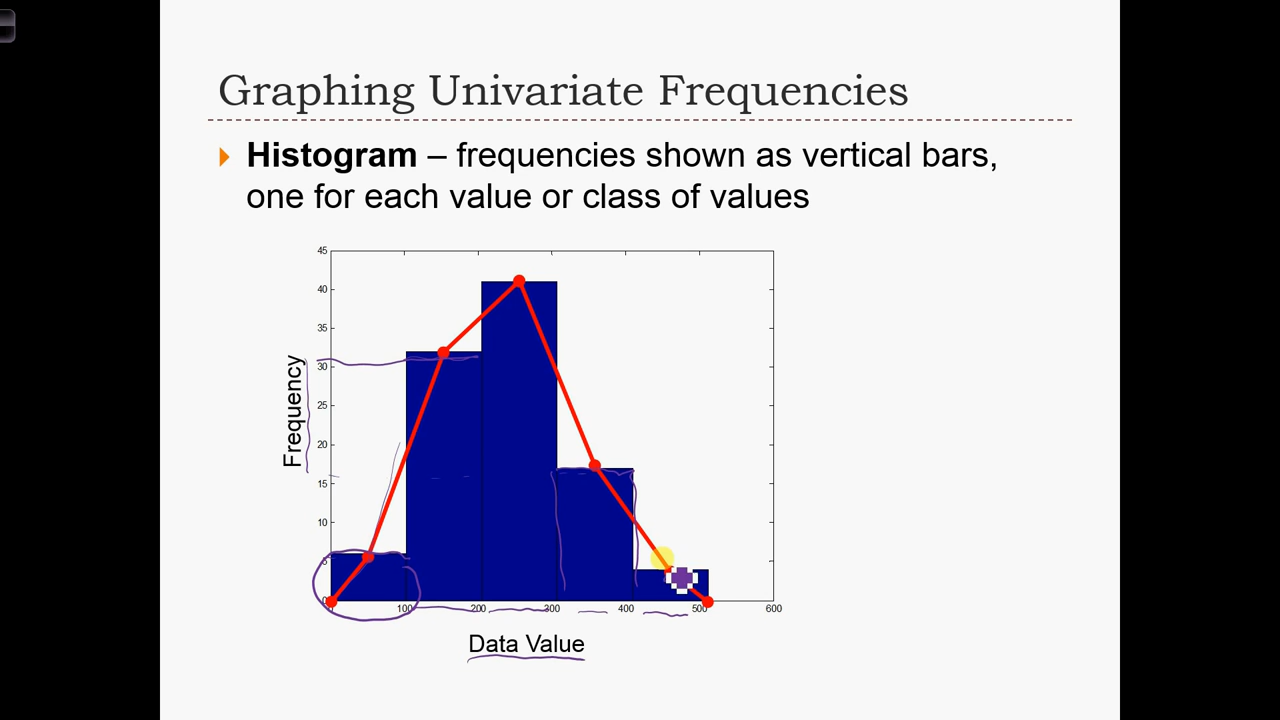 Graphing Univariate Frequencies
Histogram – frequencies shown as vertical bars,
one for each value or class of values
45
40
35
30
25
20
15
10
5
0
Frequency
100 200 300 400 500 600
Data Value